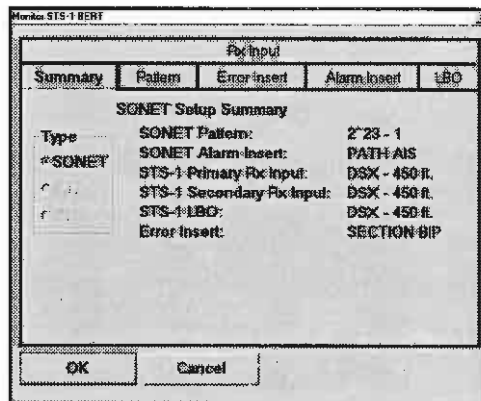 Monitor STS-1 BERT
Rx Input
Summary Pattern Error Insert Alarm Insert LBO
SONET Setup Summary
Type
SONET
SONET Pattern: 2^23 - 1
SONET Alarm Insert: PATH AIS
STS-1 Primary Rx Input: DSX - 450 ft.
STS-1 Secondary Rx Input: DSX - 450 ft.
STS-1 LBO: DSX - 450 ft.
Error Insert: SECTION BIP
OK Cancel